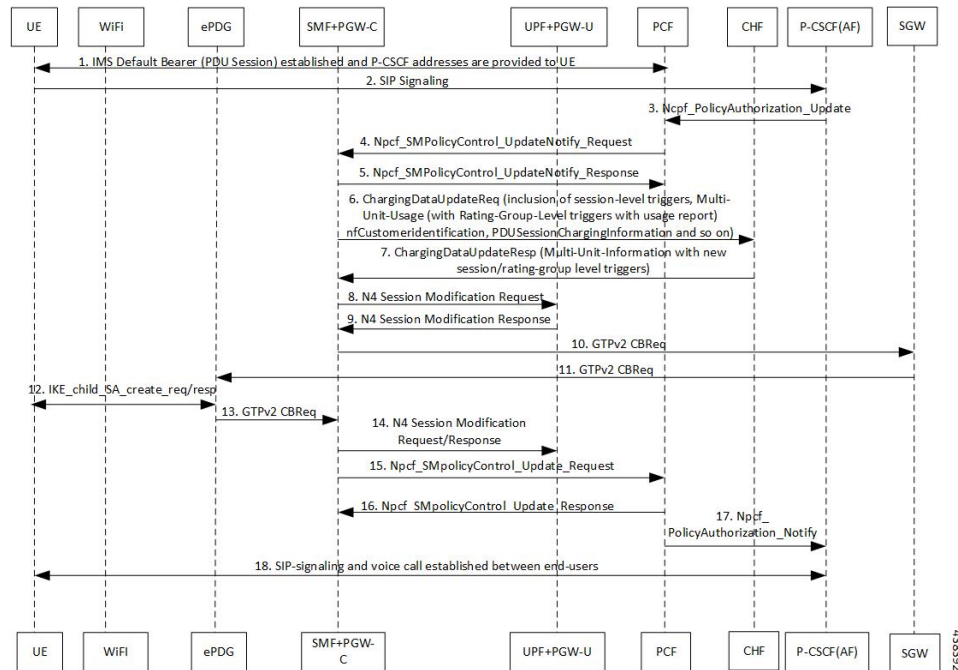 UE
WiFi
ePDG
SMF+PGW-C
UPF+PGW-U
PCF
CHF
P-CSCF(AF)
SGW
1. IMS Default Bearer (PDU Session) established and P-CSCF addresses are provided to UE
2. SIP Signaling
3. Ncpf_PolicyAuthorization_Update
4. Npcf_SMPolicyControl_UpdateNotify_Request
5. Npcf_SMPolicyControl_UpdateNotify_Response
6. ChargingDataUpdateReq (inclusion of session-level triggers, Multi-
Unit-Usage (with Rating-Group-Level triggers with usage report)
nfCustomeridentification, PDUSessionChargingInformation and so on)
7. ChargingDataUpdateResp (Multi-Unit-Information with new
session/rating-group level triggers)
8. N4 Session Modification Request
9. N4 Session Modification Response
10. GTPv2 CBReq
11. GTPv2 CBReq
12. IKE_child_SA_create_req/resp
13. GTPv2 CBReq
14. N4 Session Modification
Request/Response
15. Npcf_SMpolicyControl_Update_Request
16. Npcf_SMpolicyControl_Update_Response
17. Npcf_
PolicyAuthorization_Notify
18. SIP-signaling and voice call established between end-users
UE
WiFI
ePDG
SMF+PGW-
C
UPF+PGW-U
PCF
CHF
P-CSCF(AF)
SGW